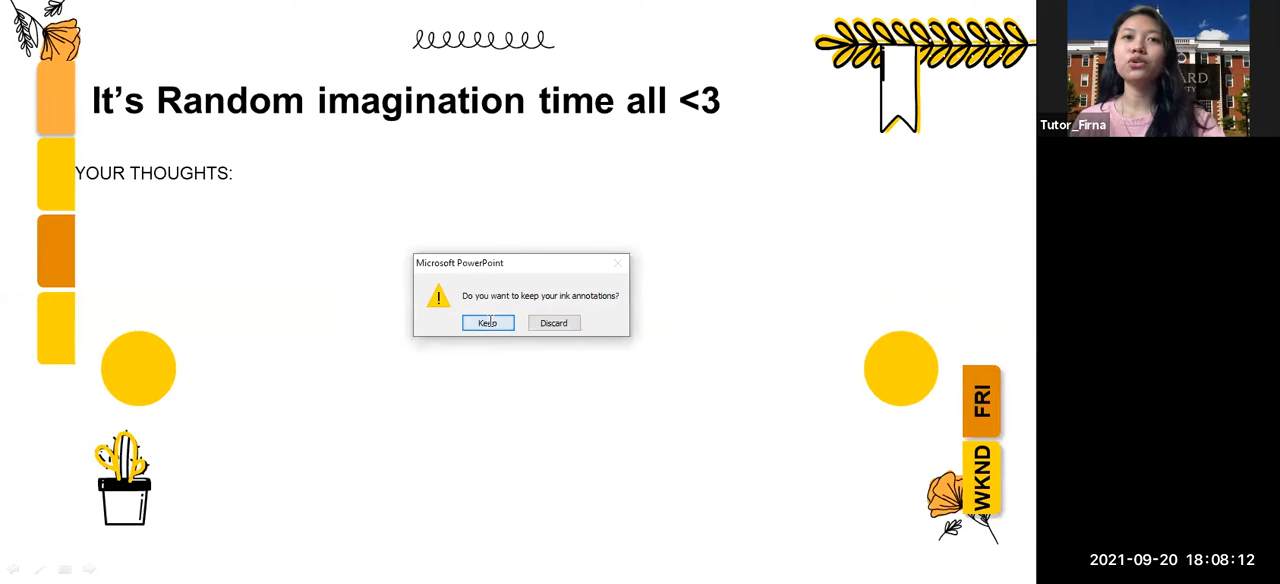 It's Random imagination time all <3
Tutor_Firna
YOUR THOUGHTS:
Microsoft PowerPoint
Do you want to keep your ink annotations?
Keep
Discard
FRI
WKND
2021-09-20 18:08:12